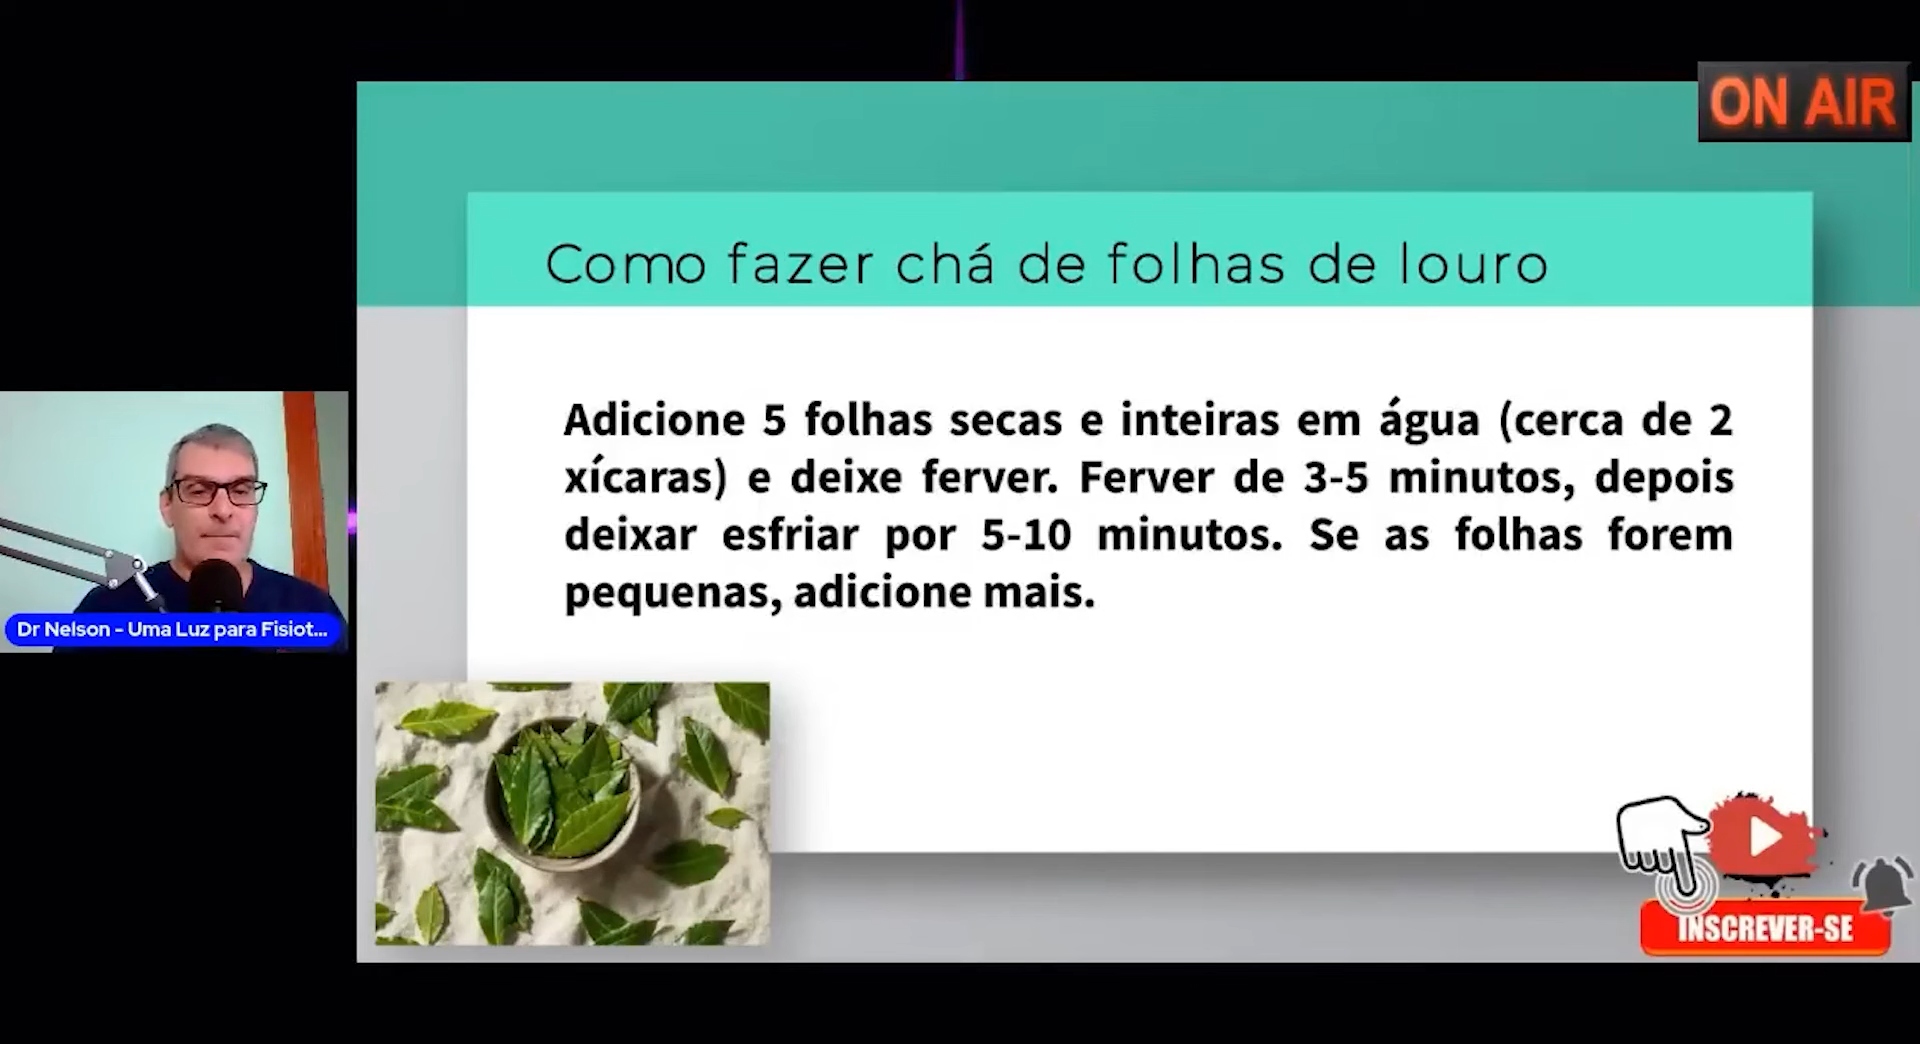 ON AIR
Como fazer chá de folhas de louro
Adicione 5 folhas secas e inteiras em água (cerca de 2
xícaras) e deixe ferver. Ferver de 3-5 minutos, depois
deixar esfriar por 5-10 minutos. Se as folhas forem
pequenas, adicione mais.
Dr Nelson - Uma Luz para Fisiot...
INSCREVER-SE